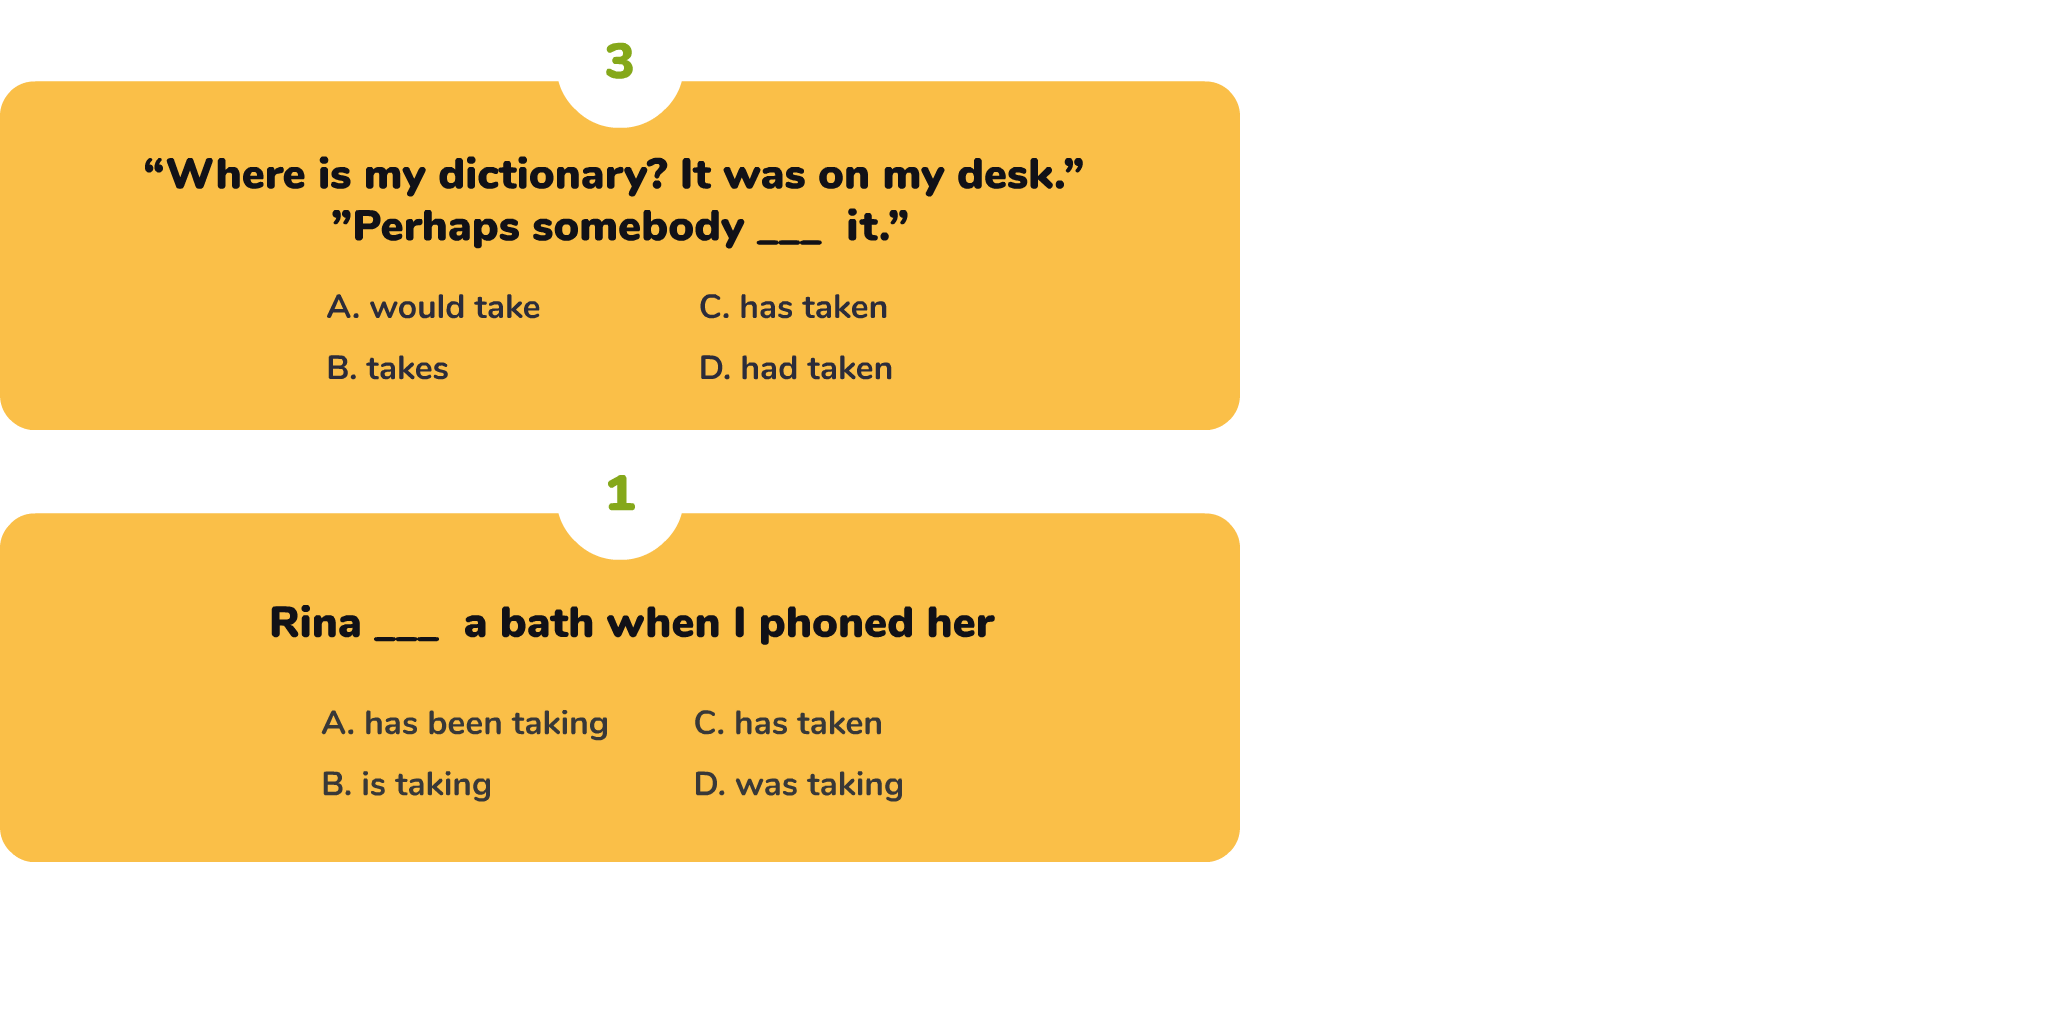 3
“Where is my dictionary? It was on my desk.”
”Perhaps somebody ___ it.”
A. would take
B. takes
C. has taken
D. had taken
1
Rina ___ a bath when I phoned her
A. has been taking
B. is taking
C. has taken
D. was taking